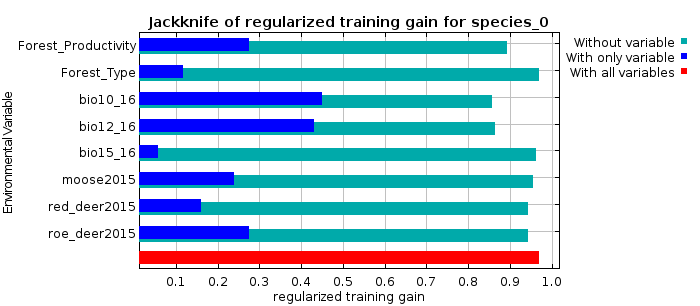 Jackknife of regularized training gain for species_0
Environmental Variable
Forest_Productivity
Forest_Type
bio10_16
bio12_16
bio15_16
moose2015
red_deer2015
roe_deer2015
0.1 0.2 0.3 0.4 0.5 0.6 0.7 0.8 0.9 1.0
regularized training gain
Without variable
With only variable
With all variables